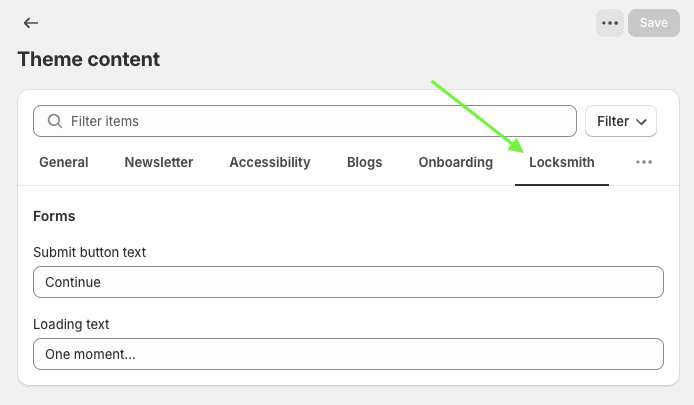 Save
Theme content
Filter items
Filter
General Newsletter Accessibility Blogs Onboarding Locksmith
Forms
Submit button text
Continue
Loading text
One moment...